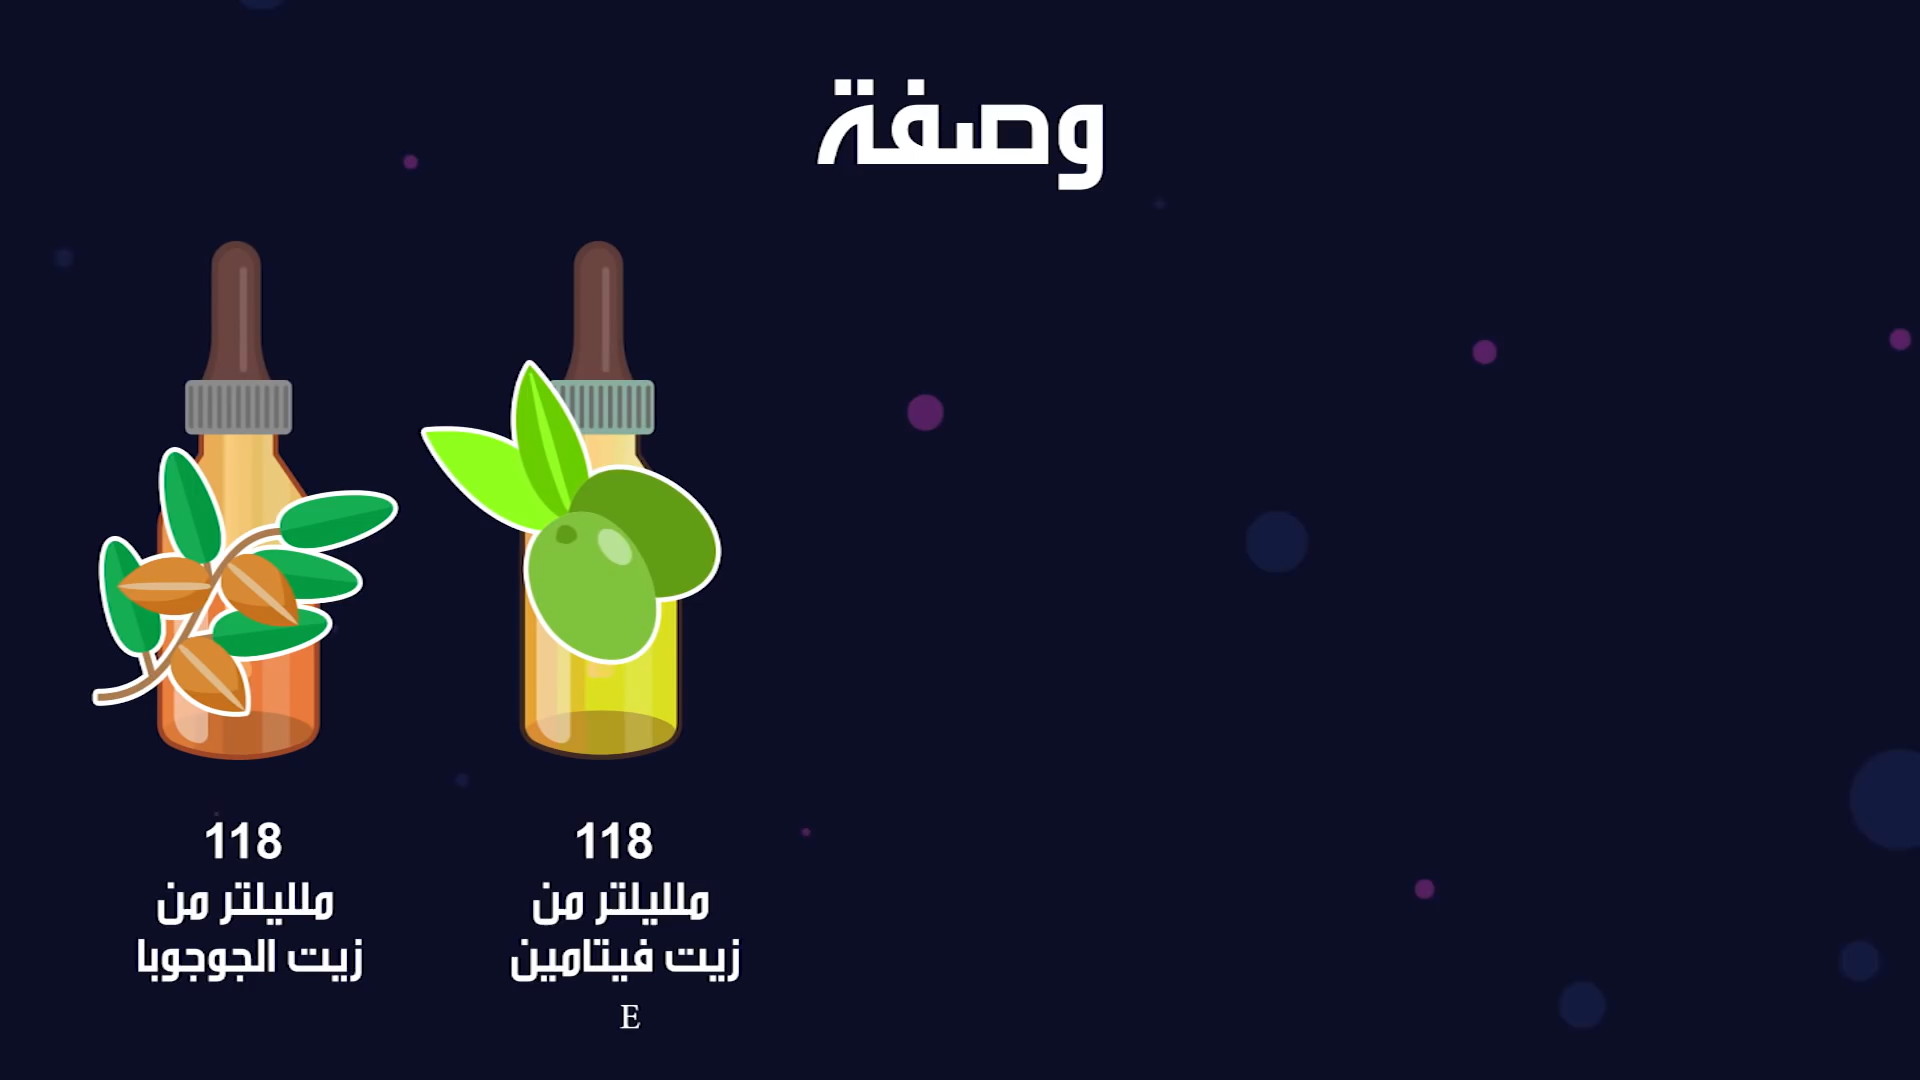 وصفة
118
ملليلتر من
زيت فيتامين
E
118
ملليلتر من
زيت الجوجوبا